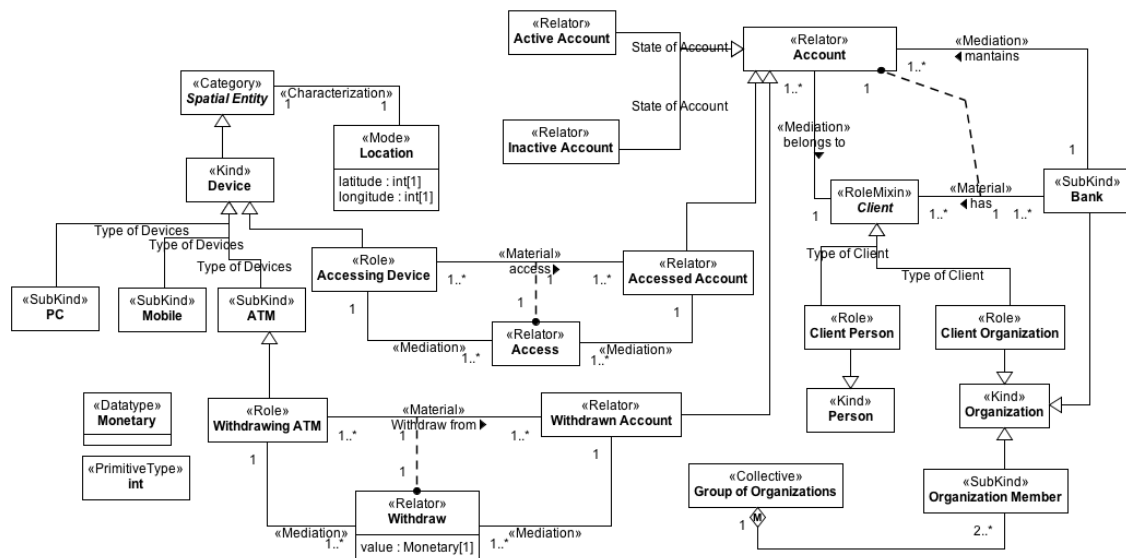 «Relator»
Active Account
State of Account
«Relator»
Account
«Mediation»
◀ mantains
1..*
1..*
1
State of Account
«Relator»
Inactive Account
«Category»
Spatial Entity
«Characterization»
1
1
«Mode»
Location
latitude : int[1]
longitude : int[1]
«Mediation»
belongs to
«Kind»
Device
1
«RoleMixin»
Client
1
«Material»
◀ has
1..*
1
1..*
1
«SubKind»
Bank
Type of Devices
Type of Devices
Type of Devices
«Role»
Accessing Device
«Material»
access▶
1..*
1
1..*
«Relator»
Accessed Account
Type of Client
Type of Client
«SubKind»
PC
«SubKind»
Mobile
«SubKind»
ATM
1
1
1
«Relator»
Access
«Mediation»
1..*
1..*
«Mediation»
«Role»
Client Person
«Role»
Client Organization
«Kind»
Person
«Kind»
Organization
«Datatype»
Monetary
«Role»
Withdrawing ATM
«Material»
Withdraw from▶
1..*
1
1..*
«Relator»
Withdrawn Account
1
1
1
«PrimitiveType»
int
«Collective»
Group of Organizations
M
1
«SubKind»
Organization Member
2..*
«Relator»
Withdraw
value : Monetary[1]
«Mediation»
1..*
1..*
«Mediation»